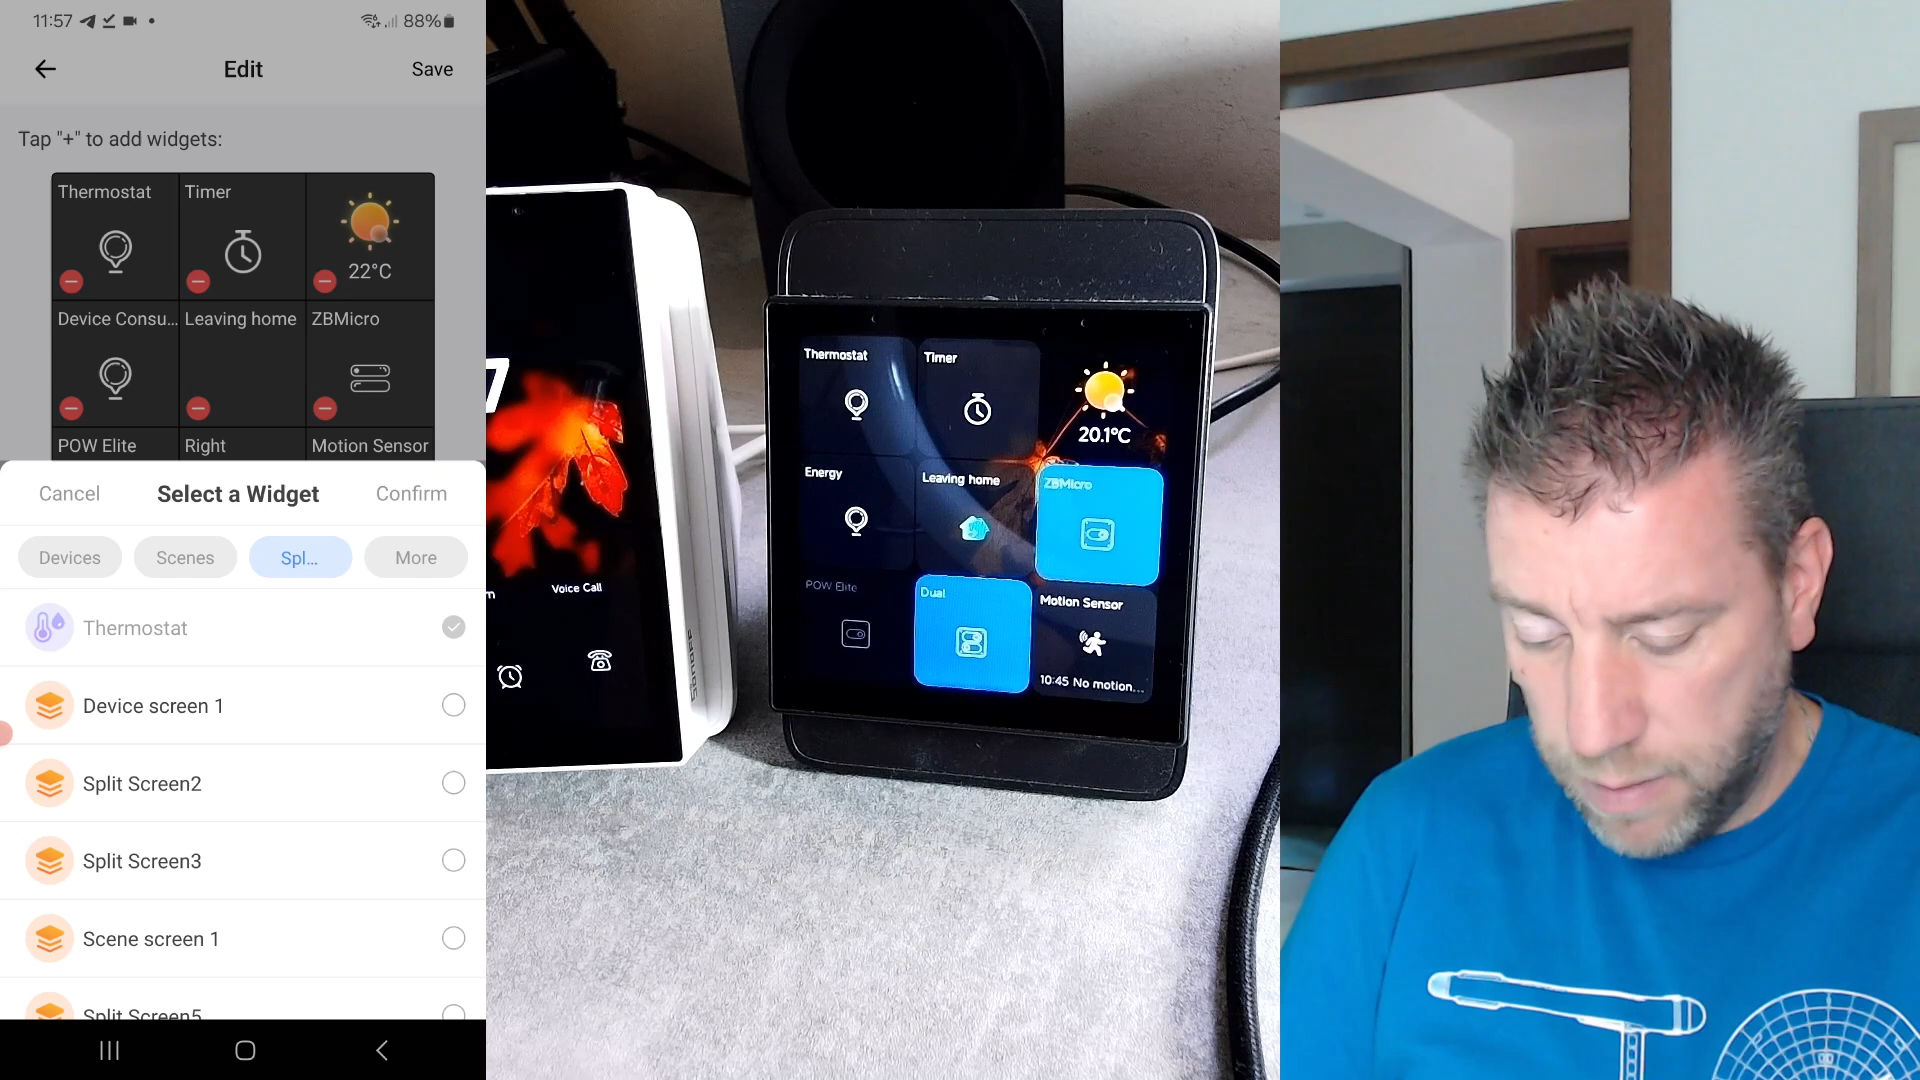 11:57
88%
Edit
Save
Tap "+" to add widgets:
Thermostat
Timer
22°C
Device Consu...
Leaving home
ZBMicro
POW Elite
Right
Motion Sensor
Cancel
Select a Widget
Confirm
Devices
Scenes
Spl...
More
Thermostat
Device screen 1
Split Screen2
Split Screen3
Scene screen 1
Split Screen5
7
m
Voice Call
Thermostat
Timer
20.1°C
Energy
Leaving home
ZBMicro
POW Elite
Dual
Motion Sensor
10:45 No motion...